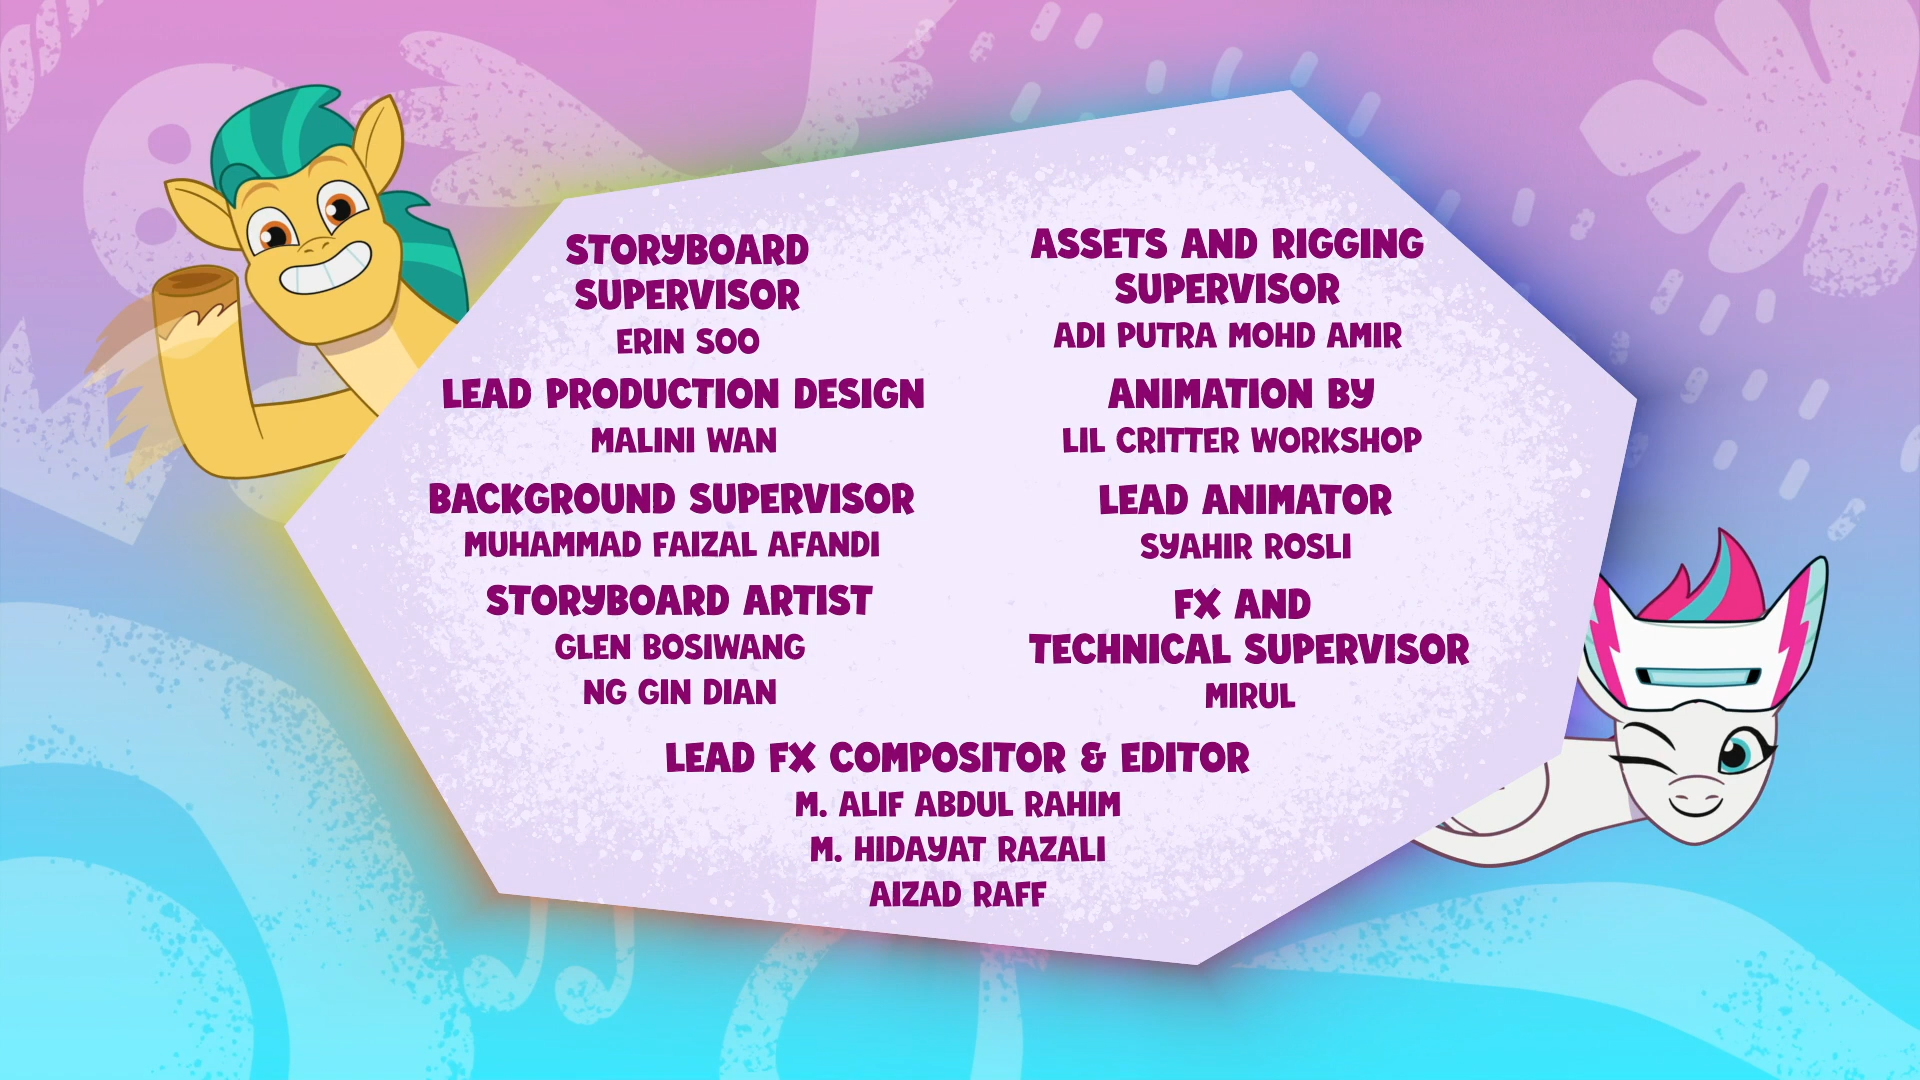 STORYBOARD
SUPERVISOR
ERIN SOO
LEAD PRODUCTION DESIGN
MALINI WAN
BACKGROUND SUPERVISOR
MUHAMMAD FAIZAL AFANDI
STORYBOARD ARTIST
GLEN BOSIWANG
NG GIN DIAN
ASSETS AND RIGGING
SUPERVISOR
ADI PUTRA MOHD AMIR
ANIMATION BY
LIL CRITTER WORKSHOP
LEAD ANIMATOR
SYAHIR ROSLI
FX AND
TECHNICAL SUPERVISOR
MIRUL
LEAD FX COMPOSITOR & EDITOR
M. ALIF ABDUL RAHIM
M. HIDAYAT RAZALI
AIZAD RAFF